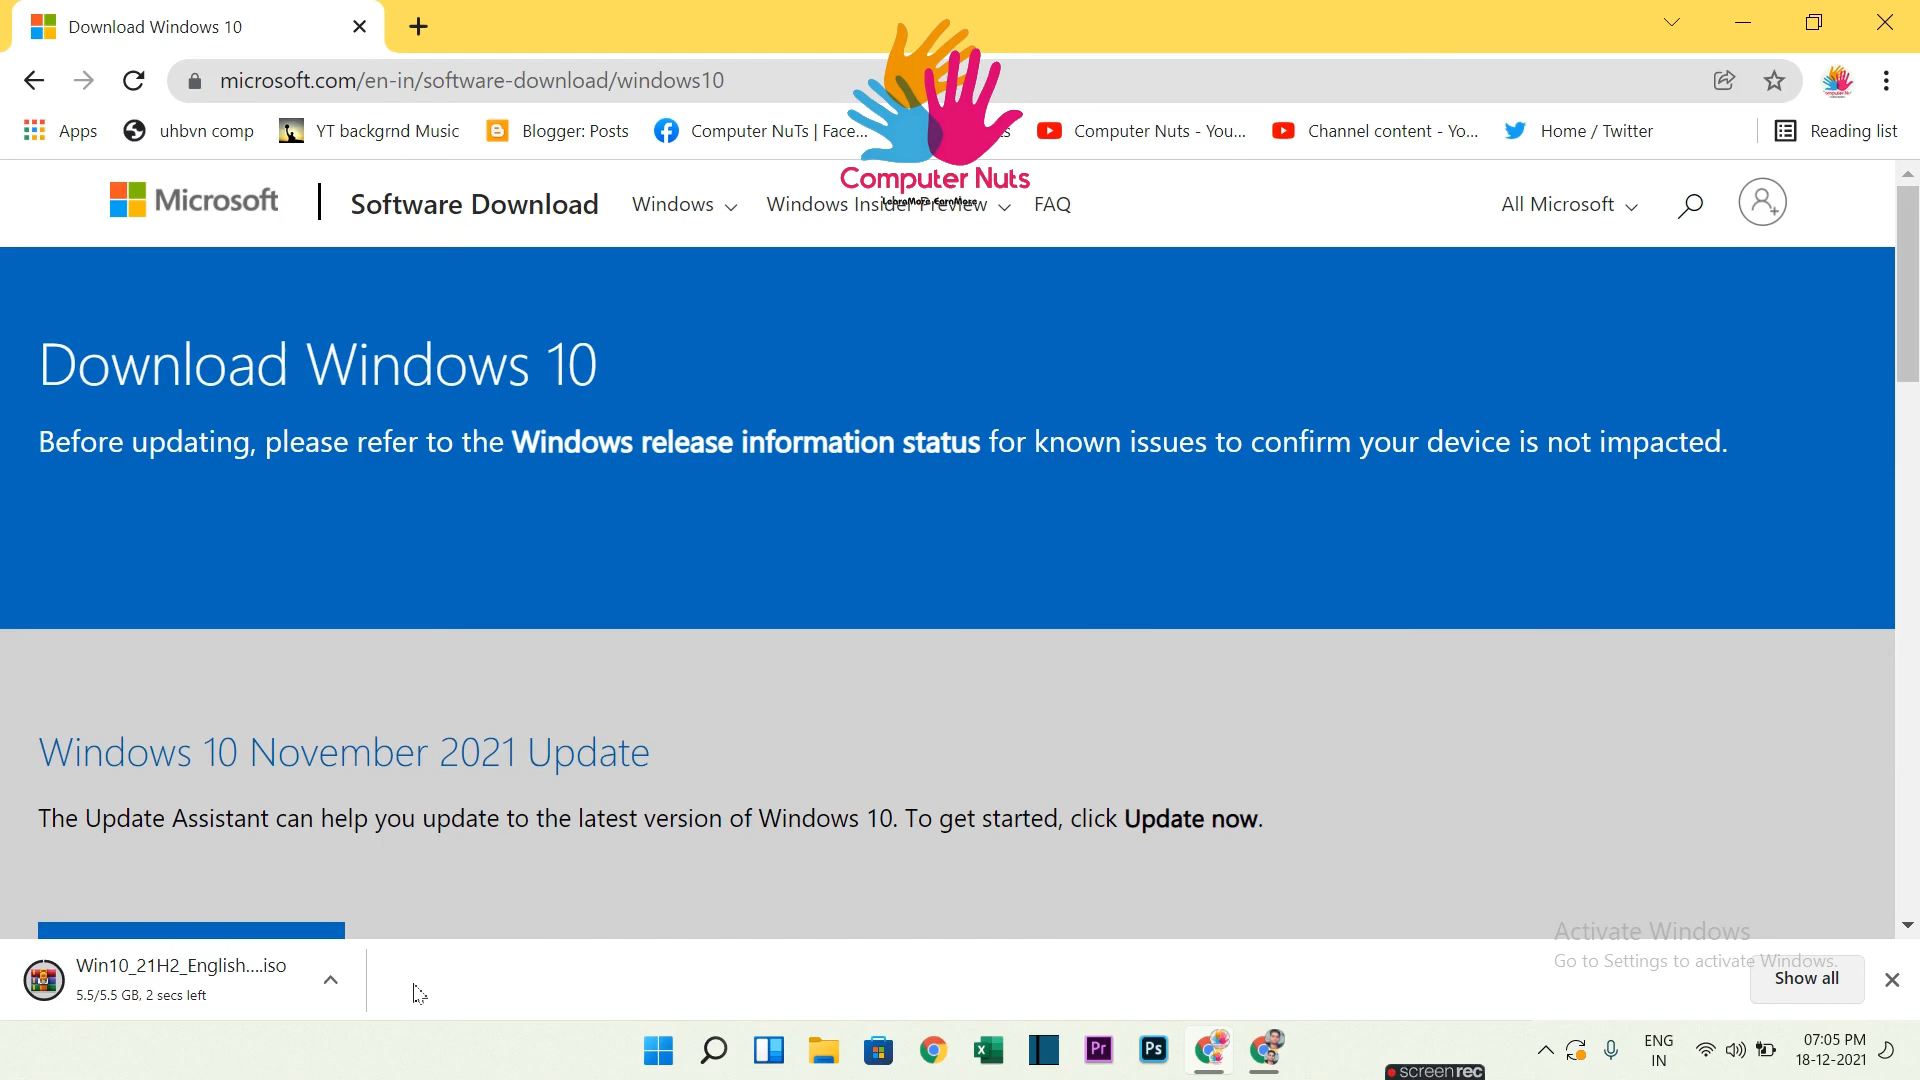 Download Windows 10
microsoft.com/en-in/software-download/windows10
Apps
uhbvn comp
YT backgrnd Music
Blogger: Posts
Computer NuTs | Face...
Computer Nuts - You...
Channel content - Yo...
Home / Twitter
Reading list
Computer Nuts
LearnMore EarnMore
Microsoft
Software Download
Windows
Windows Insider Preview
FAQ
All Microsoft
Download Windows 10
Before updating, please refer to the Windows release information status for known issues to confirm your device is not impacted.
Windows 10 November 2021 Update
The Update Assistant can help you update to the latest version of Windows 10. To get started, click Update now.
Activate Windows
Go to Settings to activate Windows.
Win10_21H2_English....iso
5.5/5.5 GB, 2 secs left
Show all
Pr
Ps
ENG
IN
07:05 PM
18-12-2021
screenrec